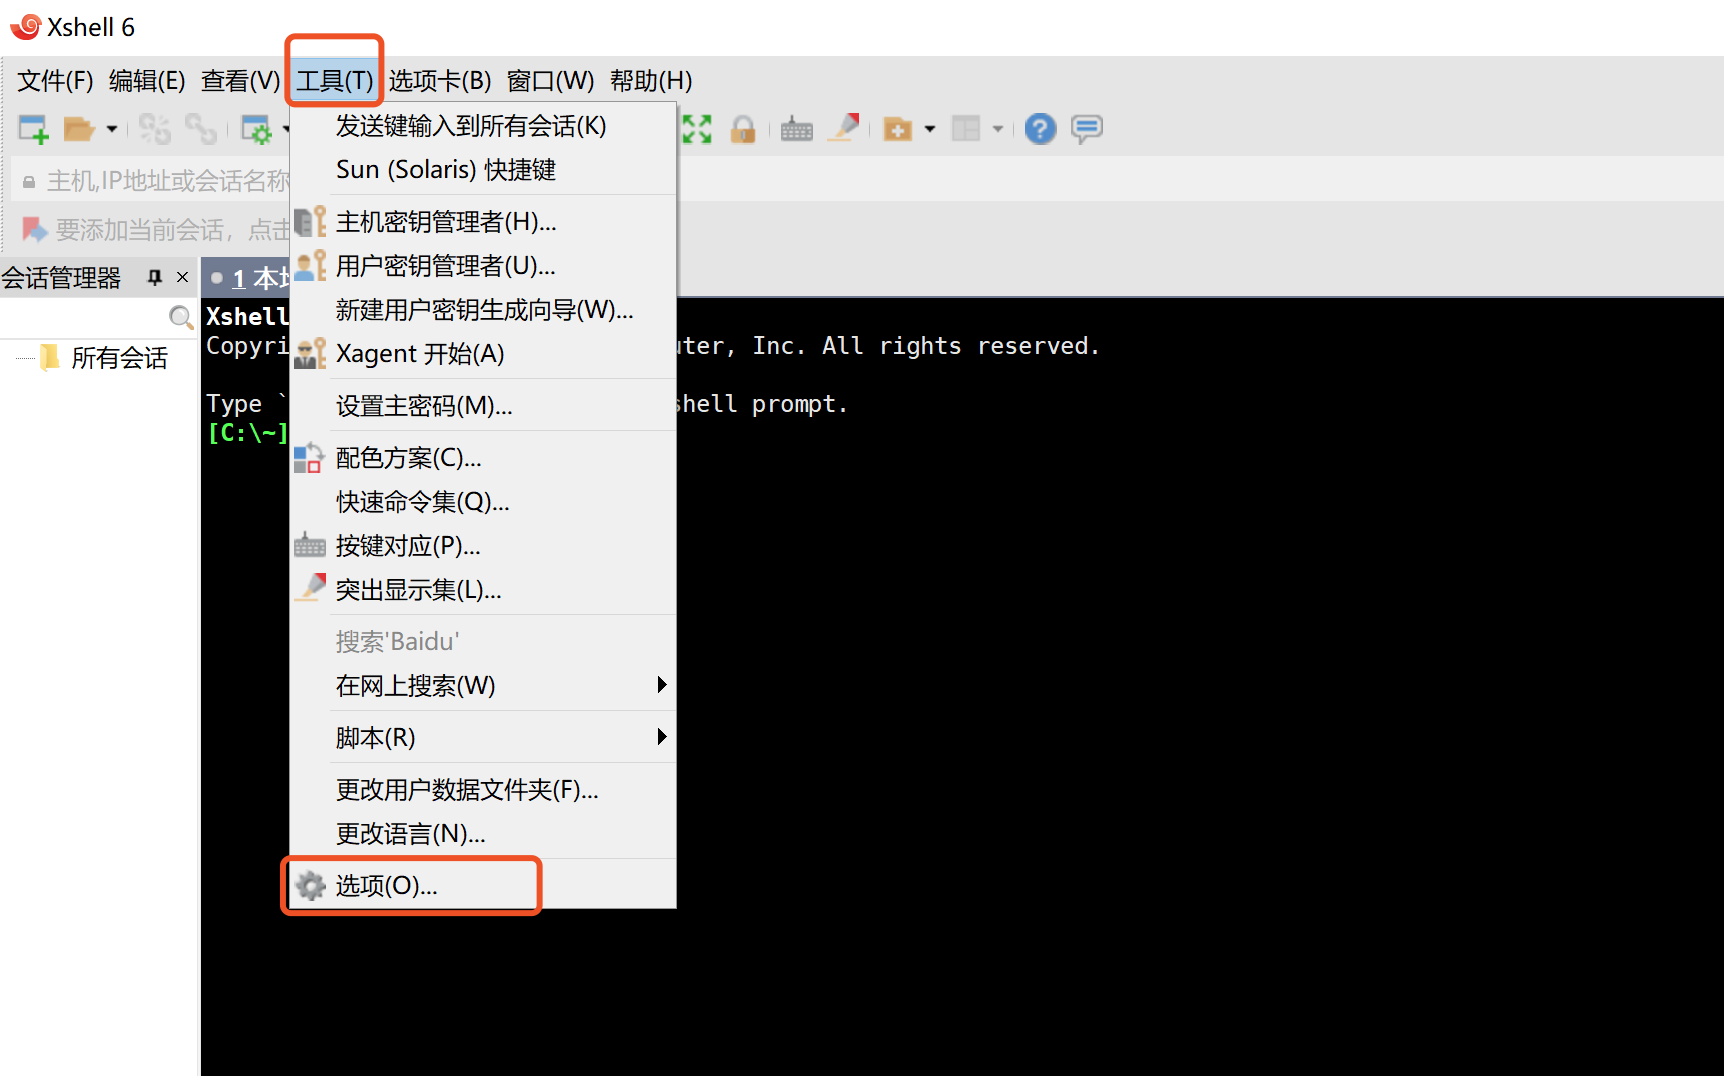 Xshell 6
文件(F) 编辑(E) 查看(V) 工具(T) 选项卡(B) 窗口(W) 帮助(H)
主机,IP地址或会话名称
要添加当前会话，点击
会话管理器
1 本
所有会话
Xshell
Copyri
uter, Inc. All rights reserved.
Type `
shell prompt.
[C:\~]
发送键输入到所有会话(K)
Sun (Solaris) 快捷键
主机密钥管理者(H)...
用户密钥管理者(U)...
新建用户密钥生成向导(W)...
Xagent 开始(A)
设置主密码(M)...
配色方案(C)...
快速命令集(Q)...
按键对应(P)...
突出显示集(L)...
搜索'Baidu'
在网上搜索(W)
脚本(R)
更改用户数据文件夹(F)...
更改语言(N)...
选项(O)...